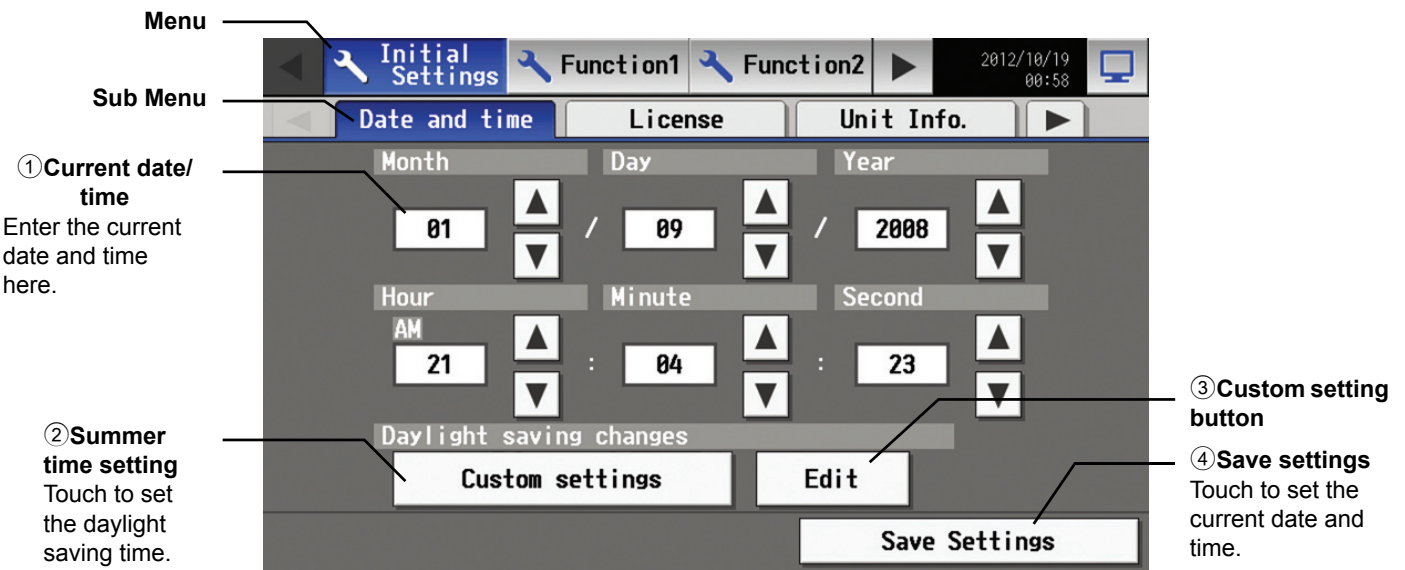 Menu
Initial
Settings
Function1
Function2
2012/10/19
00:58
Sub Menu
Date and time
License
Unit Info.
①Current date/
time
Enter the current
date and time
here.
Month
Day
Year
01 / 09 / 2008
Hour
Minute
Second
AM
21 : 04 : 23
②Summer
time setting
Touch to set
the daylight
saving time.
Daylight saving changes
Custom settings
Edit
Save Settings
③Custom setting
button
④Save settings
Touch to set the
current date and
time.